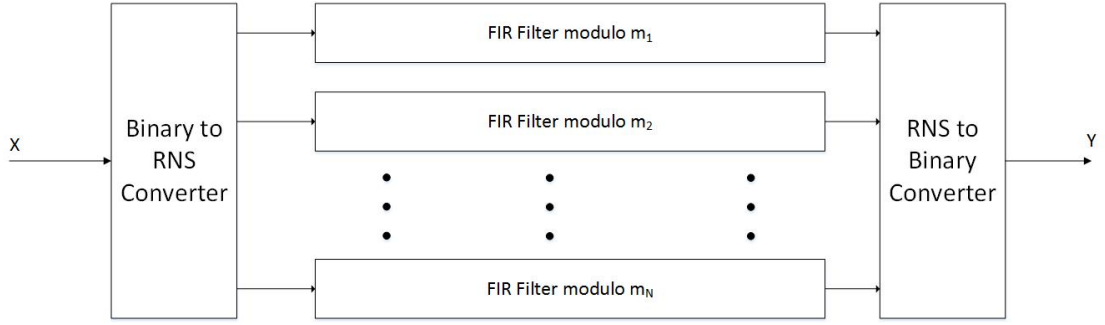 FIR Filter modulo m₁
X
Binary to
RNS
Converter
FIR Filter modulo m₂
RNS to
Binary
Converter
Y
FIR Filter modulo mN